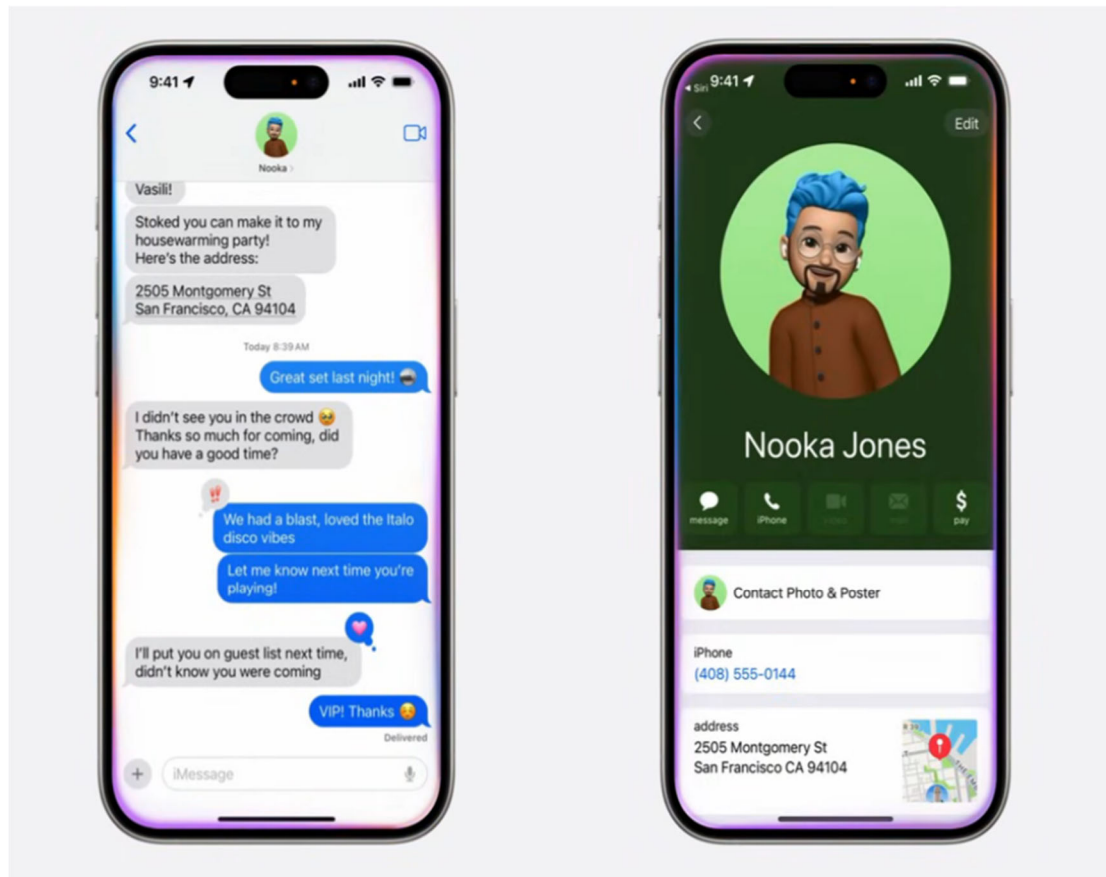 9:41
Nooka
Vasili!
Stoked you can make it to my
housewarming party!
Here's the address:
2505 Montgomery St
San Francisco, CA 94104
Today 8:39 AM
Great set last night!
I didn't see you in the crowd 🥹
Thanks so much for coming, did
you have a good time?
We had a blast, loved the Italo
disco vibes
Let me know next time you're
playing!
I'll put you on guest list next time,
didn't know you were coming
VIP! Thanks
Delivered
iMessage
9:41
Siri
Edit
Nooka Jones
message
iPhone
video
mail
pay
Contact Photo & Poster
iPhone
(408) 555-0144
address
2505 Montgomery St
San Francisco CA 94104